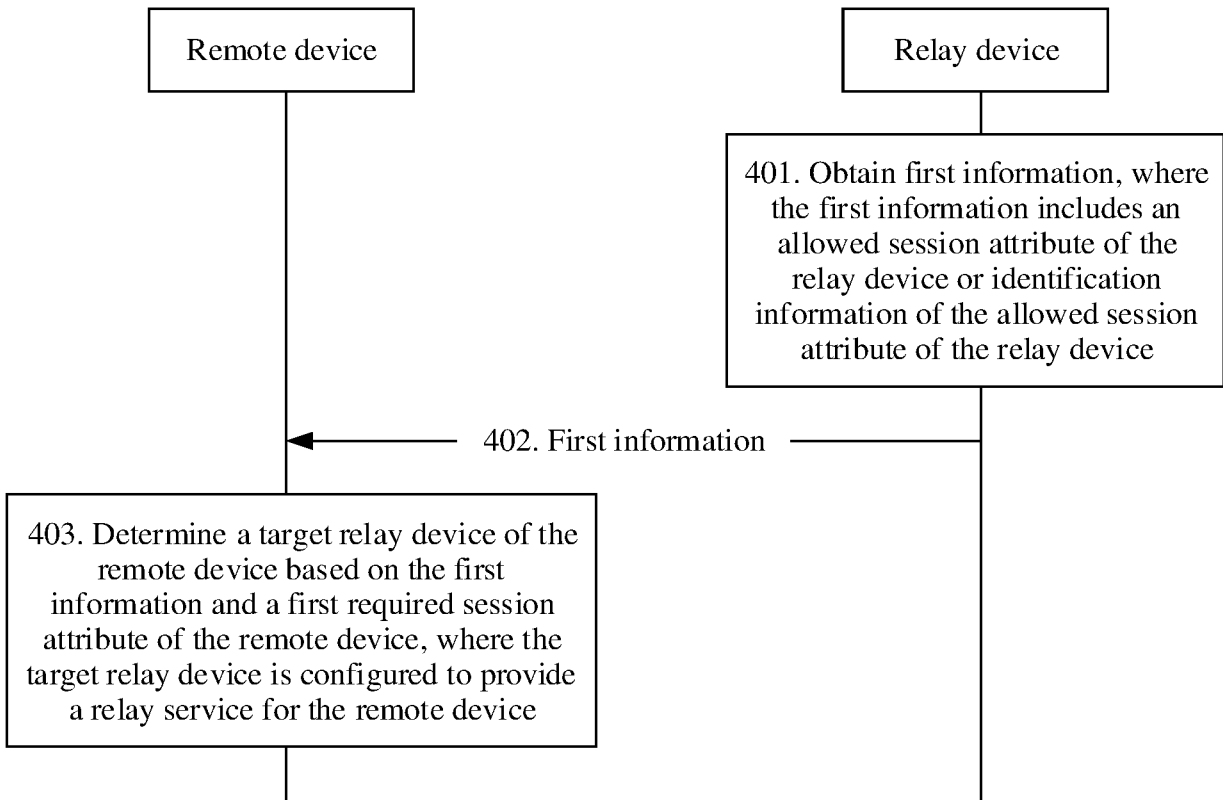 Remote device
Relay device
401. Obtain first information, where
the first information includes an
allowed session attribute of the
relay device or identification
information of the allowed session
attribute of the relay device
402. First information
403. Determine a target relay device of the
remote device based on the first
information and a first required session
attribute of the remote device, where the
target relay device is configured to provide
a relay service for the remote device